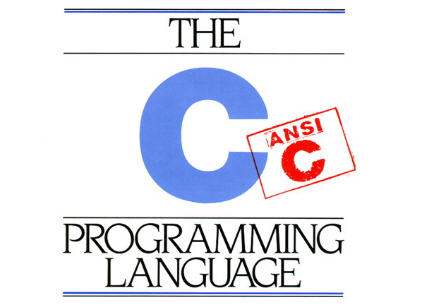 THE
C
ANSI
C
PROGRAMMING
LANGUAGE